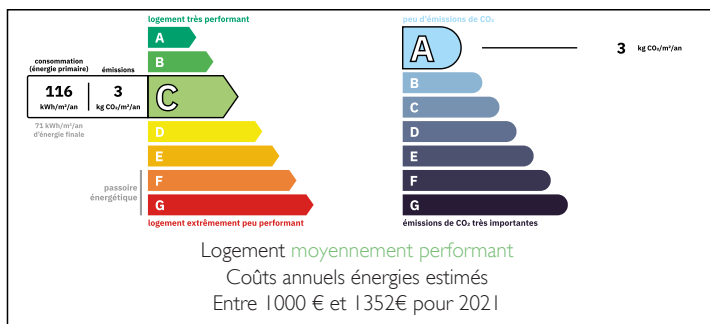 logement très performant
A
B
consommation
(énergie primaire)
émissions
116
kWh/m²/an
3
kg CO₂/m²/an
C
71 kWh/m²/an
d'énergie finale
D
E
passoire
énergétique
F
G
logement extrêmement peu performant
peu d'émissions de CO₂
A
3 kg CO₂/m²/an
B
C
D
E
F
G
émissions de CO₂ très importantes
Logement moyennement performant
Coûts annuels énergies estimés
Entre 1000 € et 1352€ pour 2021